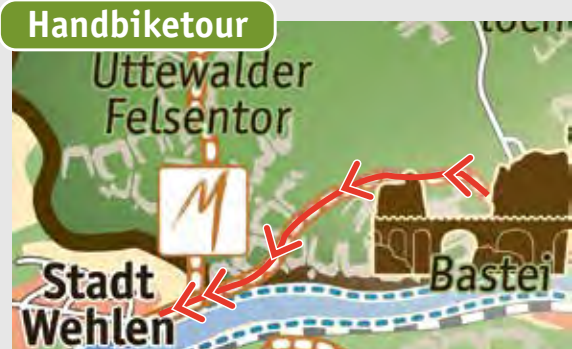 Handbiketour
Uttewalder
Felsentor
Bastei
Stadt
Wehlen